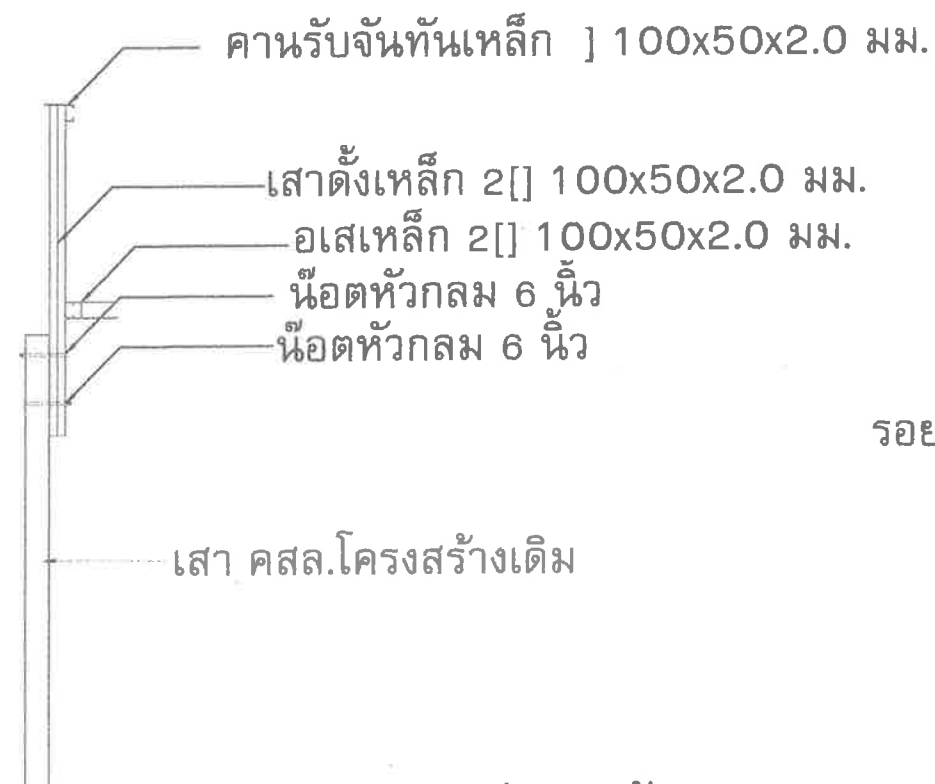 คานรับจันทันเหล็ก ] 100x50x2.0 มม.
เสาดั้งเหล็ก 2[] 100x50x2.0 มม.
อเสเหล็ก 2[] 100x50x2.0 มม.
น๊อตหัวกลม 6 นิ้ว
น๊อตหัวกลม 6 นิ้ว
เสา คสล.โครงสร้างเดิม